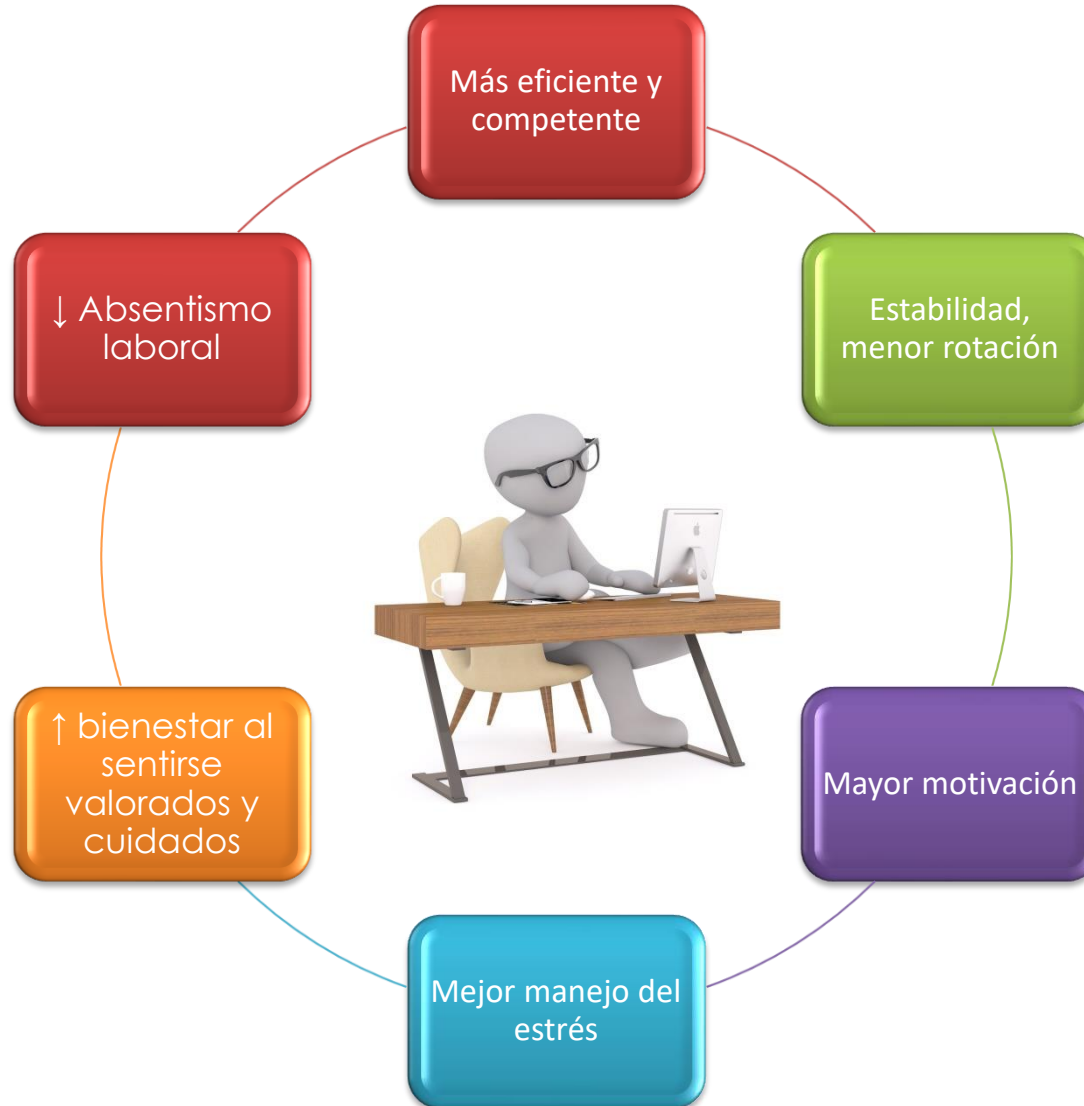 Más eficiente y
competente
Estabilidad,
menor rotación
Mayor motivación
Mejor manejo del
estrés
↑ bienestar al
sentirse
valorados y
cuidados
↓ Absentismo
laboral